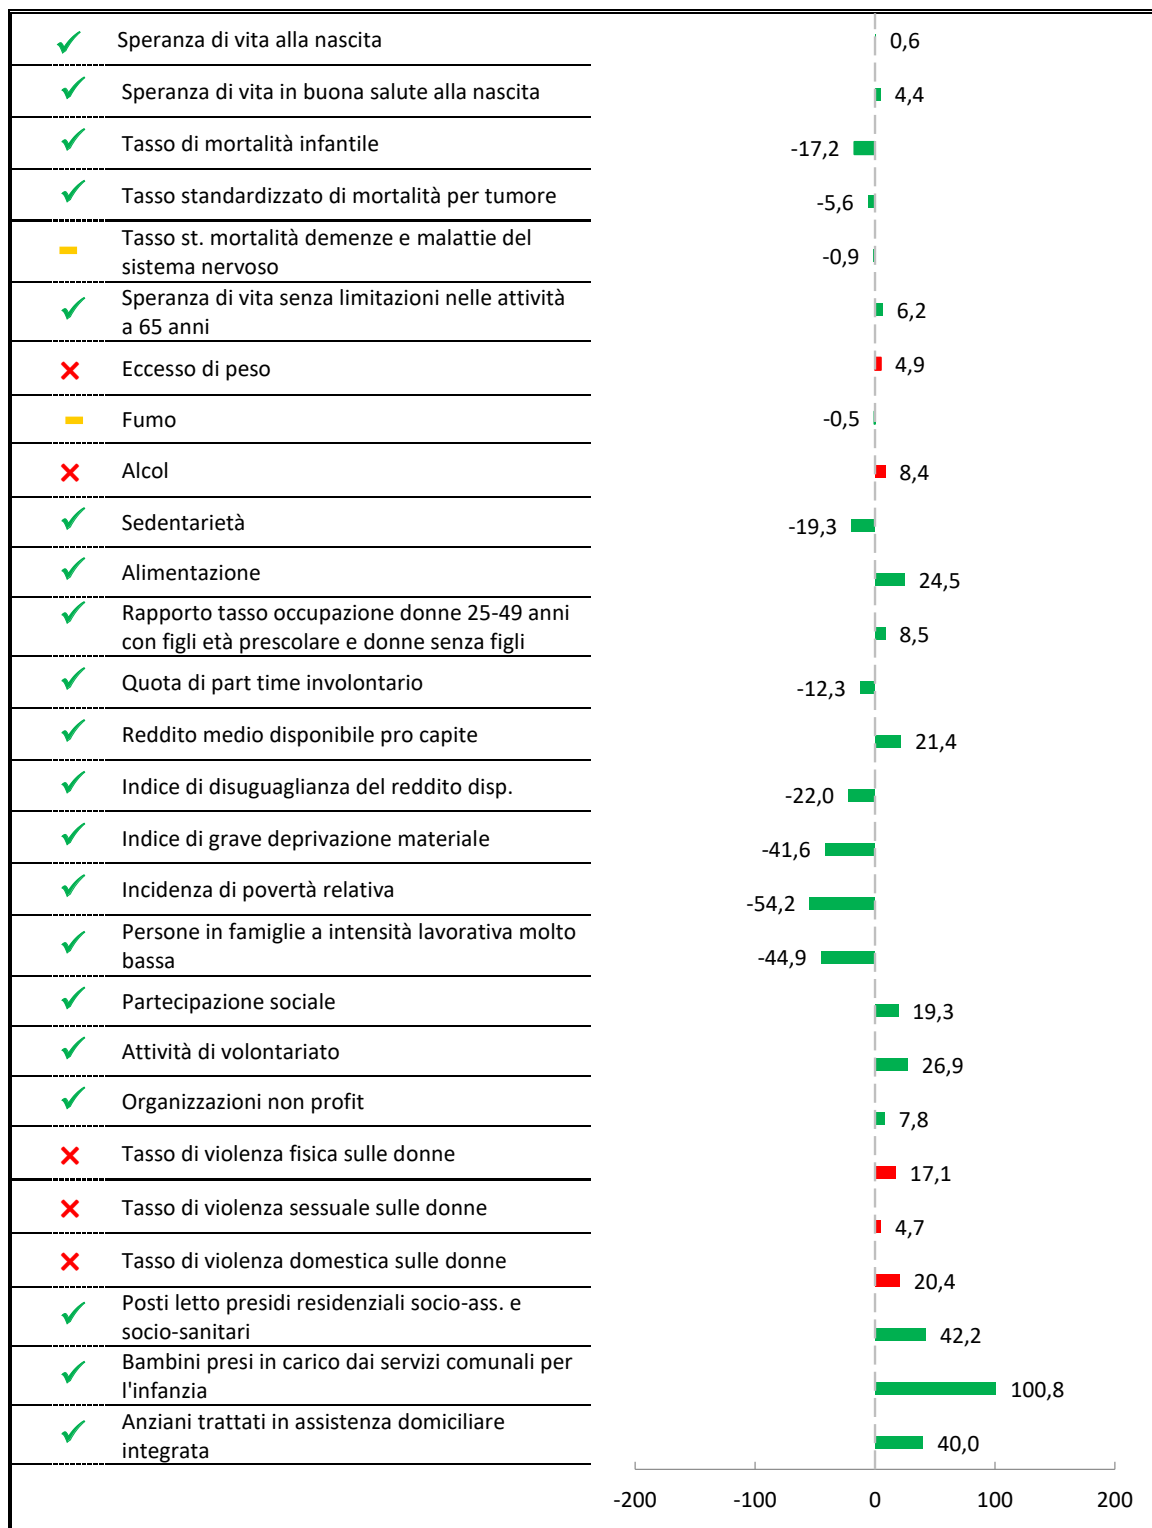 Speranza di vita alla nascita 0,6
Speranza di vita in buona salute alla nascita 4,4
Tasso di mortalità infantile -17,2
Tasso standardizzato di mortalità per tumore -5,6
Tasso st. mortalità demenze e malattie del
sistema nervoso -0,9
Speranza di vita senza limitazioni nelle attività
a 65 anni 6,2
Eccesso di peso 4,9
Fumo -0,5
Alcol 8,4
Sedentarietà -19,3
Alimentazione 24,5
Rapporto tasso occupazione donne 25-49 anni
con figli età prescolare e donne senza figli 8,5
Quota di part time involontario -12,3
Reddito medio disponibile pro capite 21,4
Indice di disuguaglianza del reddito disp. -22,0
Indice di grave deprivazione materiale -41,6
Incidenza di povertà relativa -54,2
Persone in famiglie a intensità lavorativa molto
bassa -44,9
Partecipazione sociale 19,3
Attività di volontariato 26,9
Organizzazioni non profit 7,8
Tasso di violenza fisica sulle donne 17,1
Tasso di violenza sessuale sulle donne 4,7
Tasso di violenza domestica sulle donne 20,4
Posti letto presidi residenziali socio-ass. e
socio-sanitari 42,2
Bambini presi in carico dai servizi comunali per
l'infanzia 100,8
Anziani trattati in assistenza domiciliare
integrata 40,0
-200 -100 0 100 200